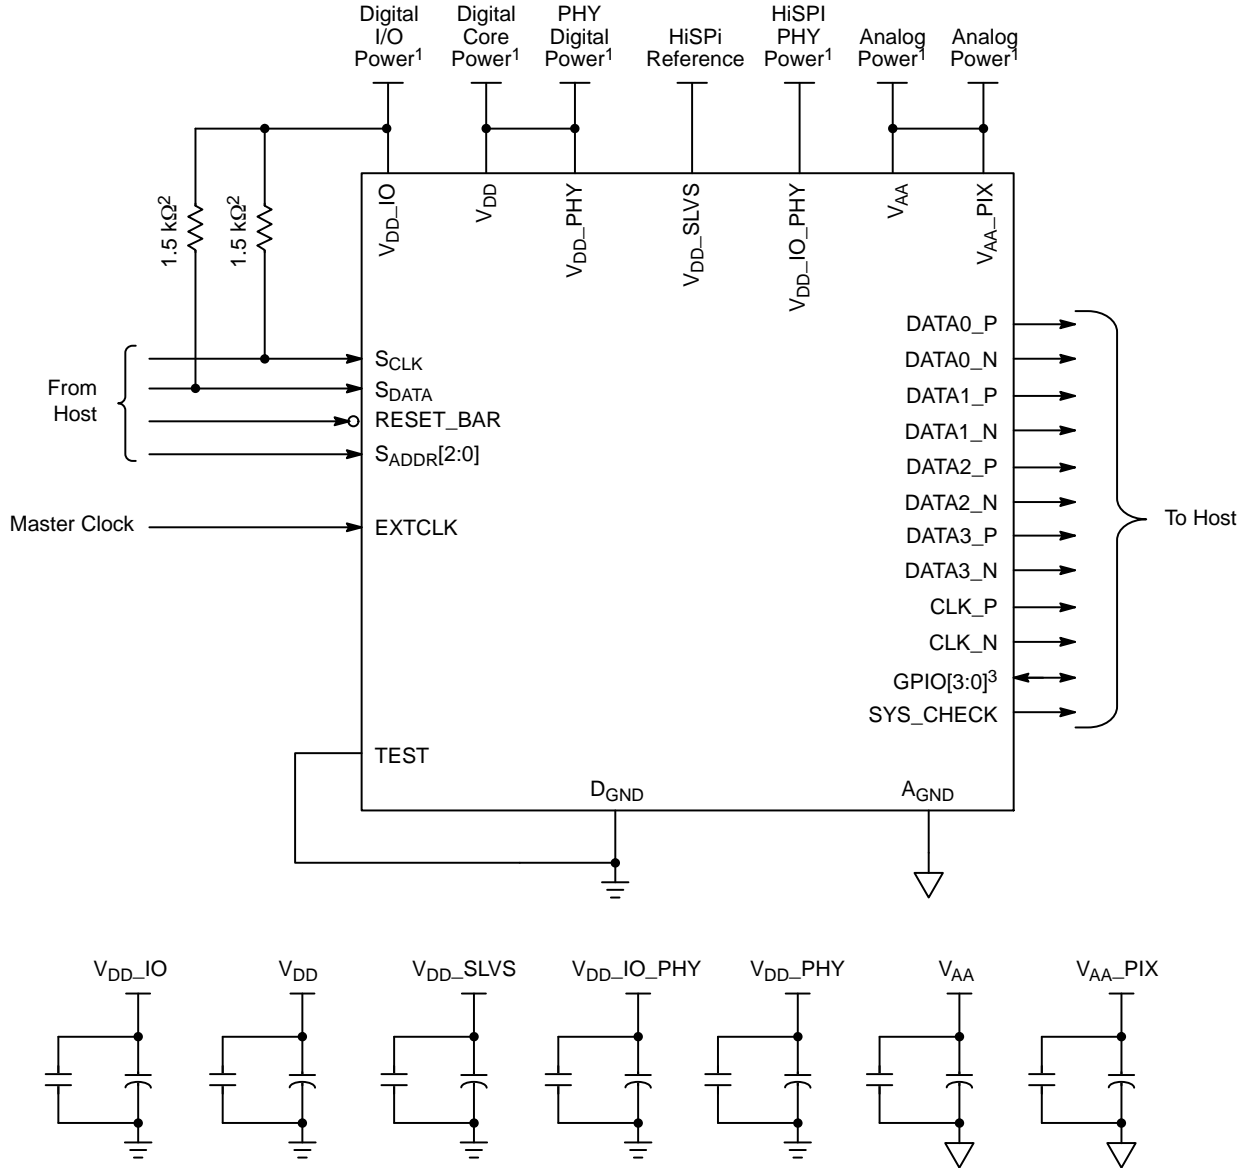 Digital
I/O
Power1
Digital
Core
Power1
PHY
Digital
Power1
HiSPi
Reference
HiSPI
PHY
Power1
Analog
Power1
Analog
Power1
1.5 kΩ2
1.5 kΩ2
VDD_IO
VDD
VDD_PHY
VDD_SLVS
VDD_IO_PHY
VAA
VAA_PIX
From
Host
SCLK
SDATA
RESET_BAR
SADDR[2:0]
Master Clock
EXTCLK
TEST
DATA0_P
DATA0_N
DATA1_P
DATA1_N
DATA2_P
DATA2_N
DATA3_P
DATA3_N
CLK_P
CLK_N
GPIO[3:0]3
SYS_CHECK
To Host
DGND
AGND
VDD_IO
VDD
VDD_SLVS
VDD_IO_PHY
VDD_PHY
VAA
VAA_PIX